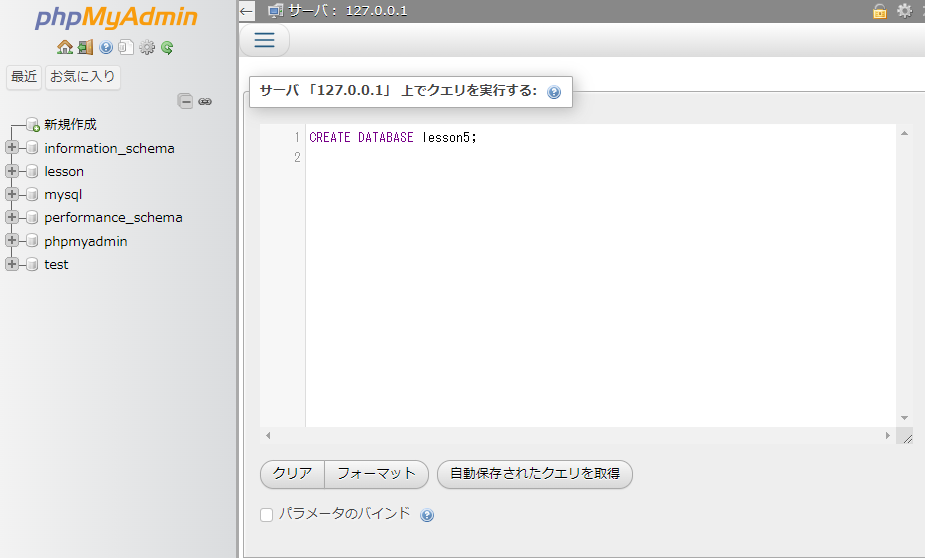 phpMyAdmin
最近 お気に入り
新規作成
information_schema
lesson
mysql
performance_schema
phpmyadmin
test
サーバ : 127.0.0.1
サーバ 「127.0.0.1」 上でクエリを実行する:
1 CREATE DATABASE lesson5;
2
クリア フォーマット 自動保存されたクエリを取得
パラメータのバインド